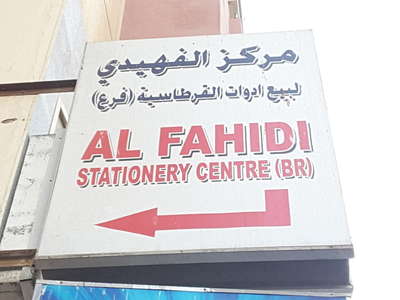 مركز الفهيدي
لبيع ادوات القرطاسية (فرع)
AL FAHIDI
STATIONERY CENTRE (BR)